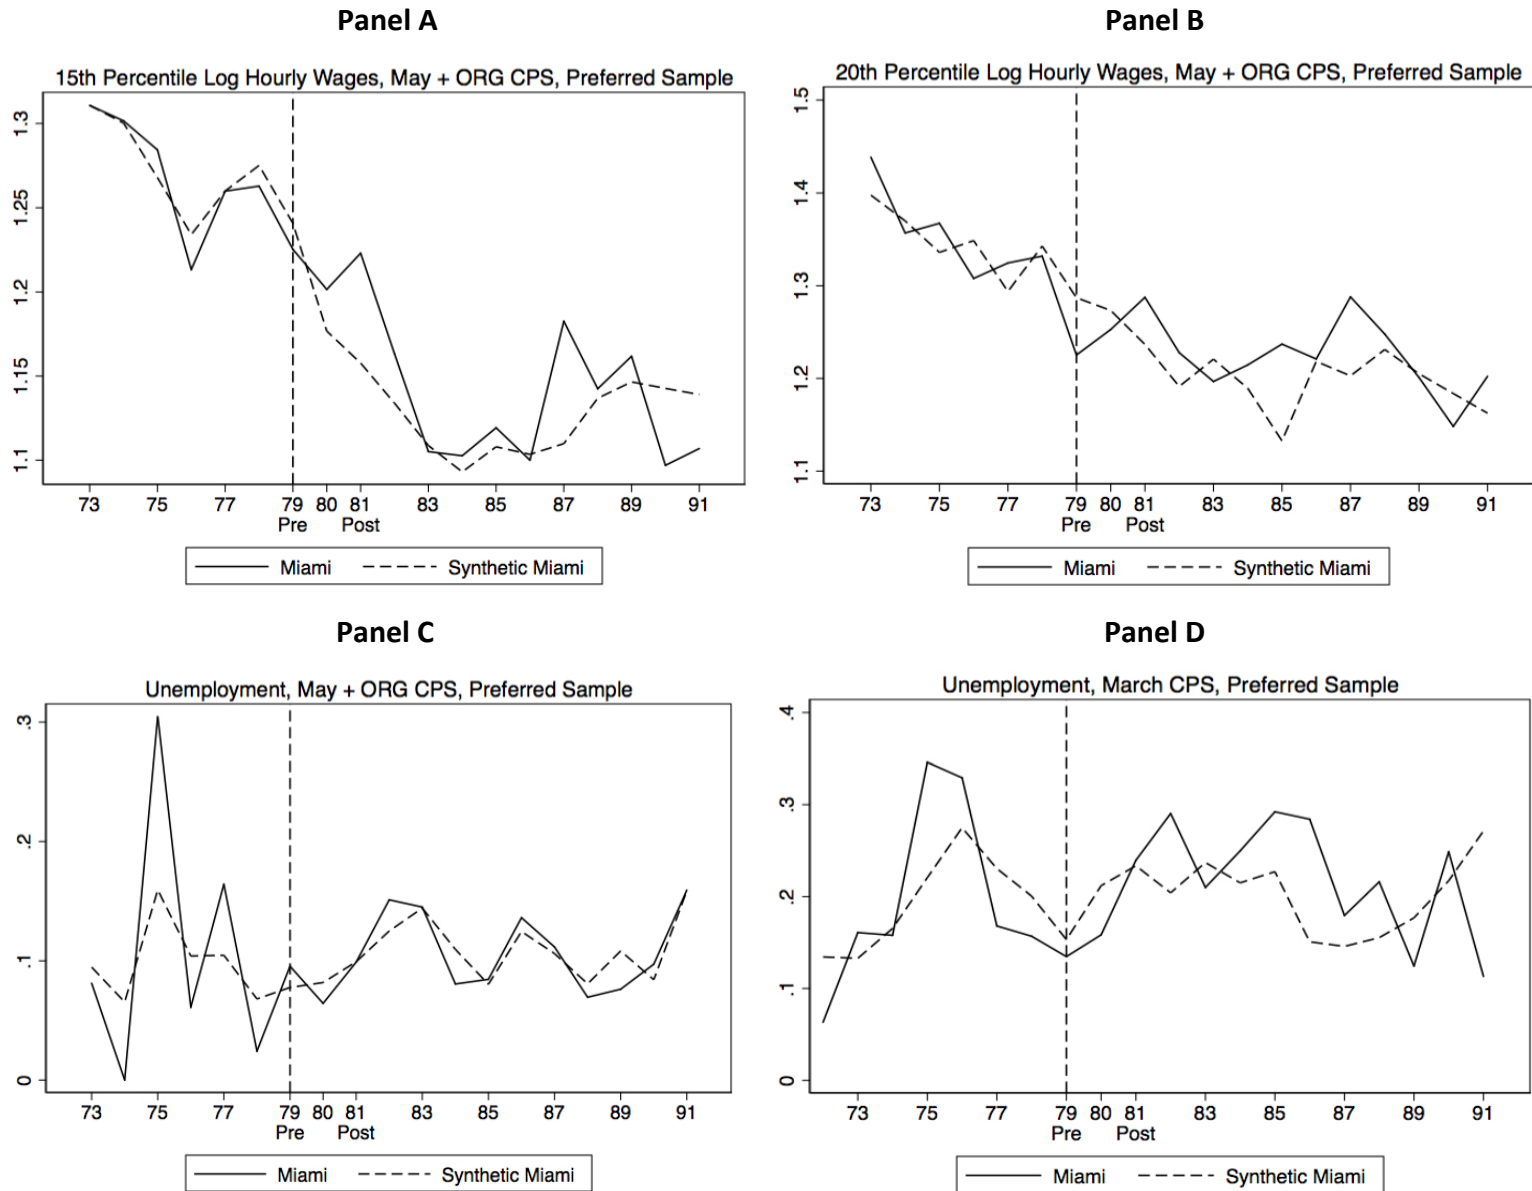 Panel A
15th Percentile Log Hourly Wages, May + ORG CPS, Preferred Sample
1.3
1.25
1.2
1.15
1.1
73 75 77 79 80 81 83 85 87 89 91
Pre Post
Miami Synthetic Miami
Panel B
20th Percentile Log Hourly Wages, May + ORG CPS, Preferred Sample
1.5
1.4
1.3
1.2
1.1
73 75 77 79 80 81 83 85 87 89 91
Pre Post
Miami Synthetic Miami
Panel C
Unemployment, May + ORG CPS, Preferred Sample
.3
.2
.1
0
73 75 77 79 80 81 83 85 87 89 91
Pre Post
Miami Synthetic Miami
Panel D
Unemployment, March CPS, Preferred Sample
.4
.3
.2
.1
0
73 75 77 79 80 81 83 85 87 89 91
Pre Post
Miami Synthetic Miami